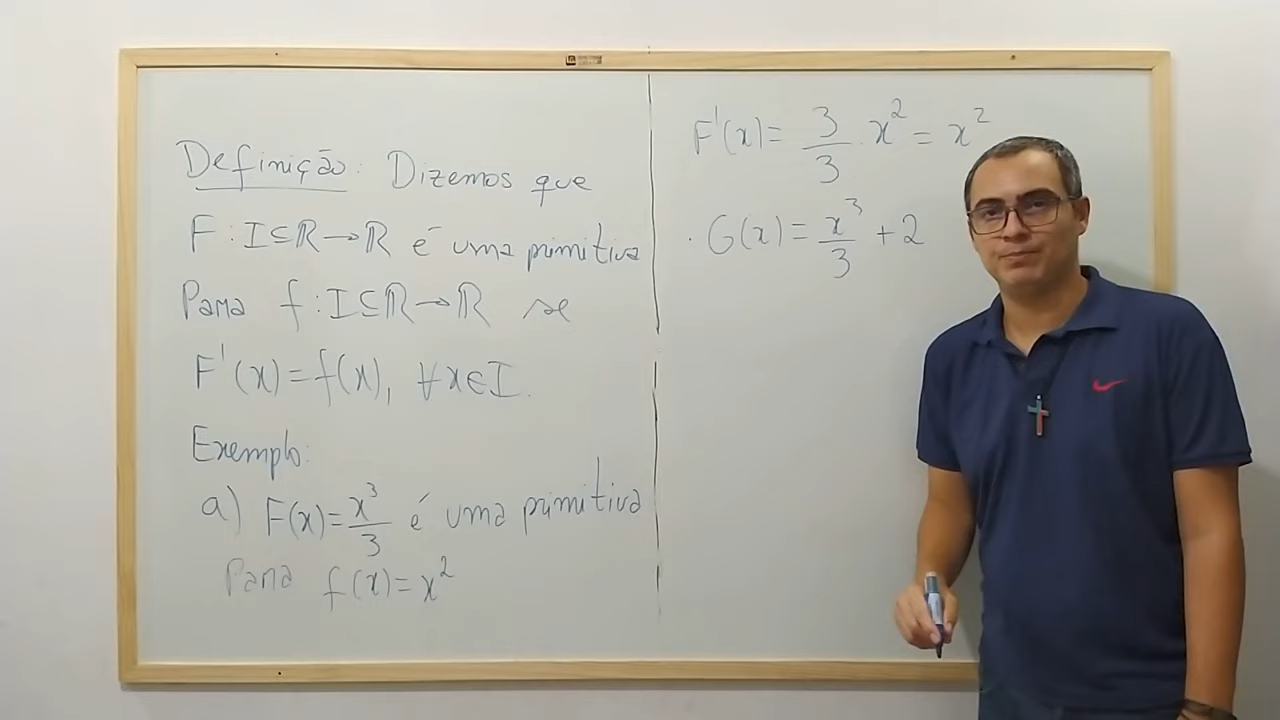 Definição: Dizemos que
F: I⊆ℝ→ℝ é uma primitiva
Para f: I⊆ℝ→ℝ se
F'(x)=f(x), ∀x∈I.
Exemplo:
a) F(x)=x³/3 é uma primitiva
Para f(x)=x²
F'(x)= 3/3 · x² = x²
· G(x)= x³/3 +2